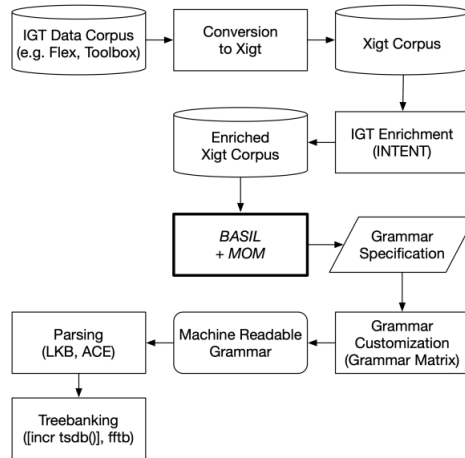 IGT Data Corpus
(e.g. Flex, Toolbox)
Conversion
to Xigt
Xigt Corpus
Enriched
Xigt Corpus
IGT Enrichment
(INTENT)
BASIL
+ MOM
Grammar
Specification
Parsing
(LKB, ACE)
Machine Readable
Grammar
Grammar
Customization
(Grammar Matrix)
Treebanking
([incr tsdb()], fftb)